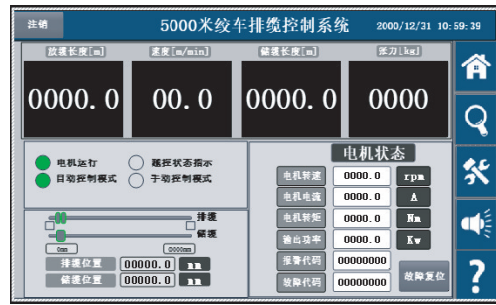 注销 5000米绞车排缆控制系统 2000/12/31 10:59:39
放缆长度[m] 速度[m/min] 储缆长度[m] 张力[kg]
0000.0 00.0 0000.0 0000
电机运行 越控状态指示
自动控制模式 手动控制模式
排缆
储缆
0mm 0000mm
排缆位置 00000.0 mm
储缆位置 00000.0 mm
电机状态
电机转速 0000.0 rpm
电机电流 0000.0 A
电机转矩 0000.0 Nm
输出功率 0000.0 Kw
报警代码 00000000
故障代码 00000000 故障复位
?